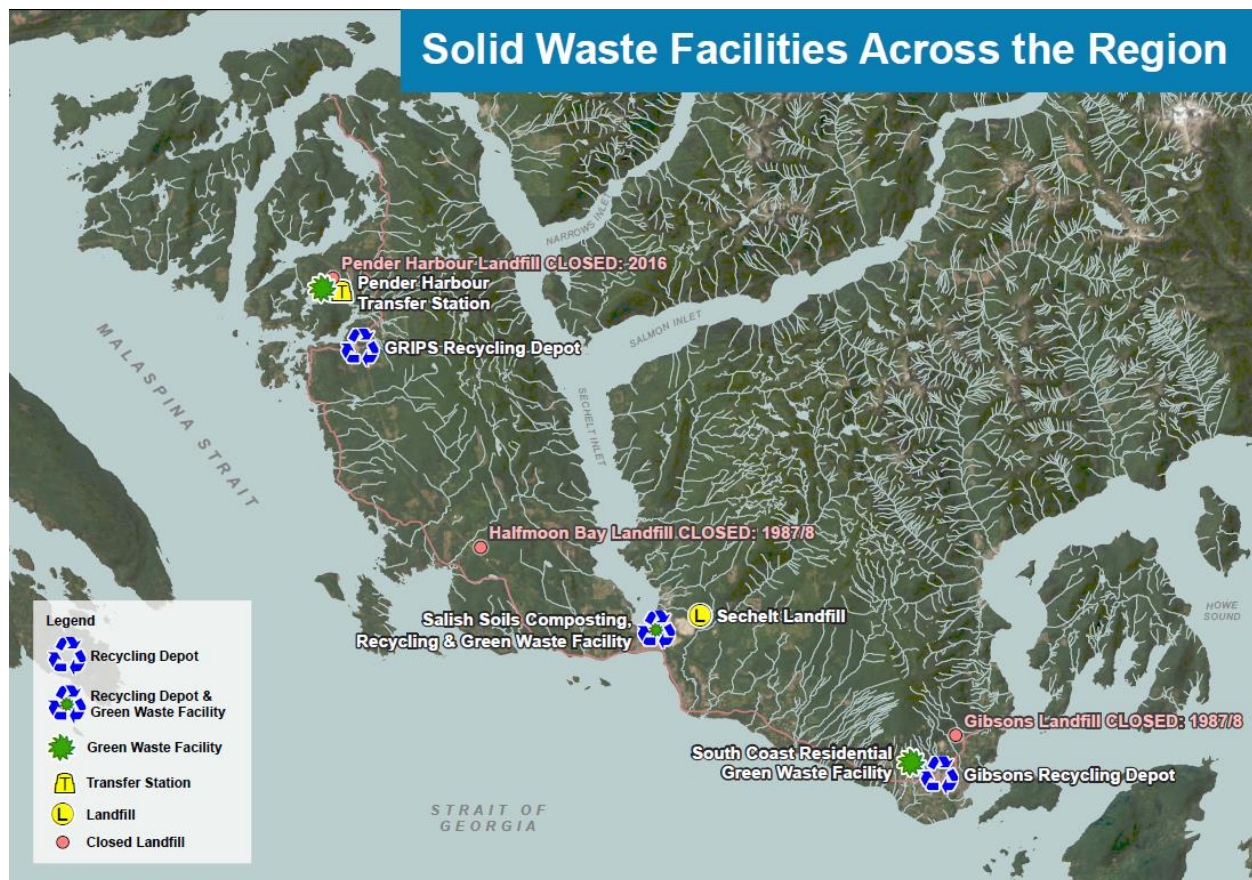 Solid Waste Facilities Across the Region
NARROWS INLET
Pender Harbour Landfill CLOSED: 2016
T
Pender Harbour
Transfer Station
MALASPINA STRAIT
SALMON INLET
GRIPS Recycling Depot
SECHELT INLET
Halfmoon Bay Landfill CLOSED: 1987/8
Salish Soils Composting,
Recycling & Green Waste Facility
L
Sechelt Landfill
HOWE
SOUND
Gibsons Landfill CLOSED: 1987/8
South Coast Residential
Green Waste Facility
Gibsons Recycling Depot
STRAIT OF
GEORGIA
Legend
Recycling Depot
Recycling Depot &
Green Waste Facility
Green Waste Facility
T
Transfer Station
L
Landfill
Closed Landfill